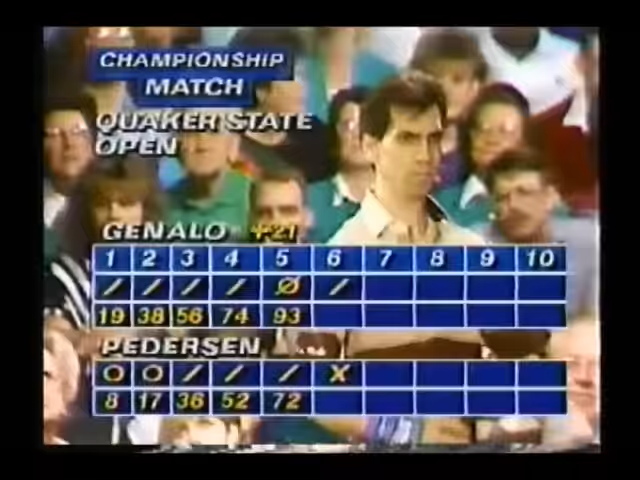 CHAMPIONSHIP
MATCH
QUAKER STATE
OPEN
GENALO +21
1 2 3 4 5 6 7 8 9 10
/ / / / Ø /
19 38 56 74 93
PEDERSEN
O O / / / X
8 17 36 52 72